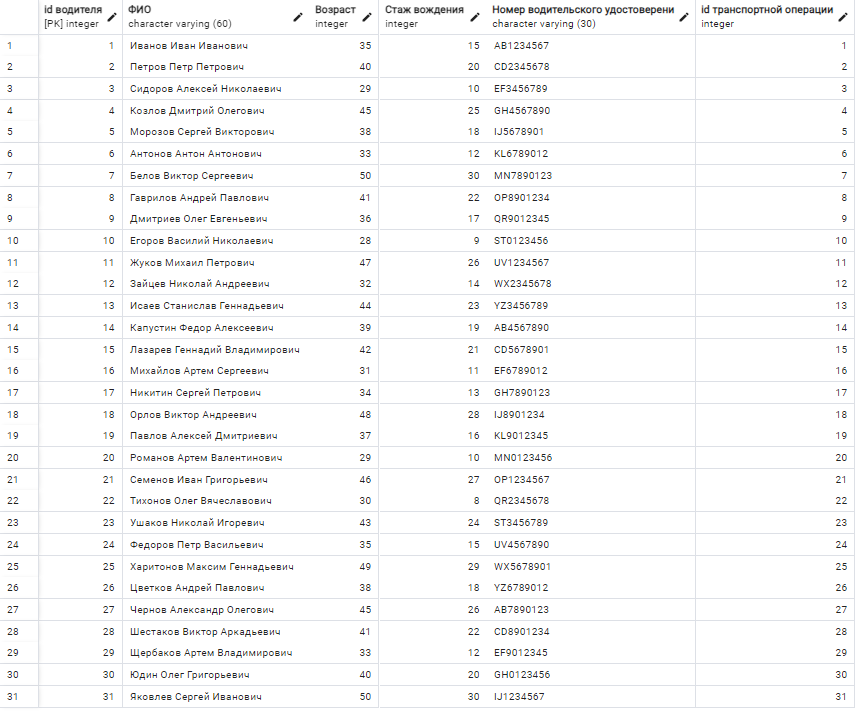 id водителя ФИО Возраст Стаж вождения Номер водительского удостоверени id транспортной операции
[PK] integer character varying (60) integer integer character varying (30) integer
1 1 Иванов Иван Иванович 35 15 AB1234567 1
2 2 Петров Петр Петрович 40 20 CD2345678 2
3 3 Сидоров Алексей Николаевич 29 10 EF3456789 3
4 4 Козлов Дмитрий Олегович 45 25 GH4567890 4
5 5 Морозов Сергей Викторович 38 18 IJ5678901 5
6 6 Антонов Антон Антонович 33 12 KL6789012 6
7 7 Белов Виктор Сергеевич 50 30 MN7890123 7
8 8 Гаврилов Андрей Павлович 41 22 OP8901234 8
9 9 Дмитриев Олег Евгеньевич 36 17 QR9012345 9
10 10 Егоров Василий Николаевич 28 9 ST0123456 10
11 11 Жуков Михаил Петрович 47 26 UV1234567 11
12 12 Зайцев Николай Андреевич 32 14 WX2345678 12
13 13 Исаев Станислав Геннадьевич 44 23 YZ3456789 13
14 14 Капустин Федор Алексеевич 39 19 AB4567890 14
15 15 Лазарев Геннадий Владимирович 42 21 CD5678901 15
16 16 Михайлов Артем Сергеевич 31 11 EF6789012 16
17 17 Никитин Сергей Петрович 34 13 GH7890123 17
18 18 Орлов Виктор Андреевич 48 28 IJ8901234 18
19 19 Павлов Алексей Дмитриевич 37 16 KL9012345 19
20 20 Романов Артем Валентинович 29 10 MN0123456 20
21 21 Семенов Иван Григорьевич 46 27 OP1234567 21
22 22 Тихонов Олег Вячеславович 30 8 QR2345678 22
23 23 Ушаков Николай Игоревич 43 24 ST3456789 23
24 24 Федоров Петр Васильевич 35 15 UV4567890 24
25 25 Харитонов Максим Геннадьевич 49 29 WX5678901 25
26 26 Цветков Андрей Павлович 38 18 YZ6789012 26
27 27 Чернов Александр Олегович 45 26 AB7890123 27
28 28 Шестаков Виктор Аркадьевич 41 22 CD8901234 28
29 29 Щербаков Артем Владимирович 33 12 EF9012345 29
30 30 Юдин Олег Григорьевич 40 20 GH0123456 30
31 31 Яковлев Сергей Иванович 50 30 IJ1234567 31